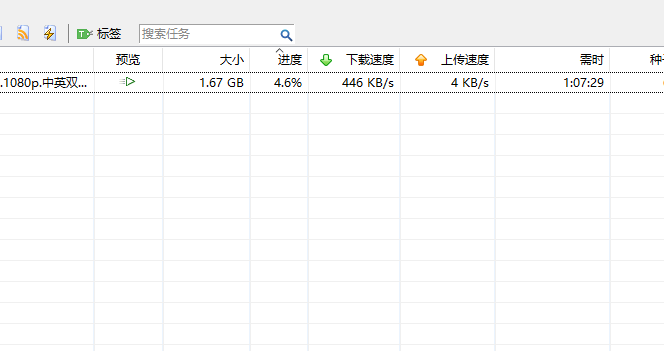 标签 搜索任务
预览 大小 进度 下载速度 上传速度 需时 种
.1080p.中英双... 1.67 GB 4.6% 446 KB/s 4 KB/s 1:07:29